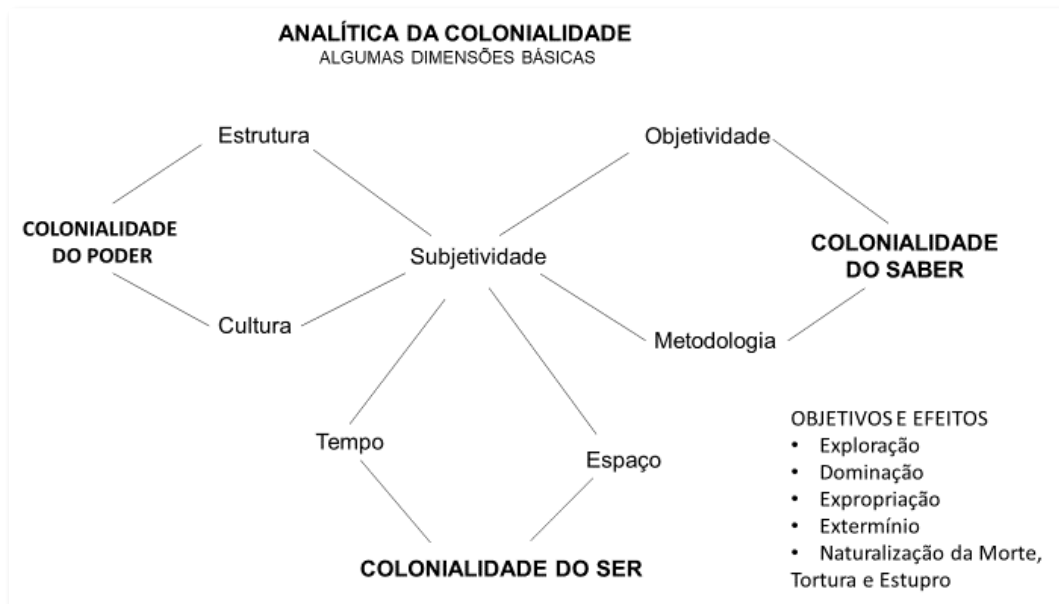 ANALÍTICA DA COLONIALIDADE
ALGUMAS DIMENSÕES BÁSICAS
Estrutura
Objetividade
COLONIALIDADE
DO PODER
Subjetividade
COLONIALIDADE
DO SABER
Cultura
Metodologia
Tempo
Espaço
COLONIALIDADE DO SER
OBJETIVOS E EFEITOS
• Exploração
• Dominação
• Expropriação
• Extermínio
• Naturalização da Morte,
Tortura e Estupro